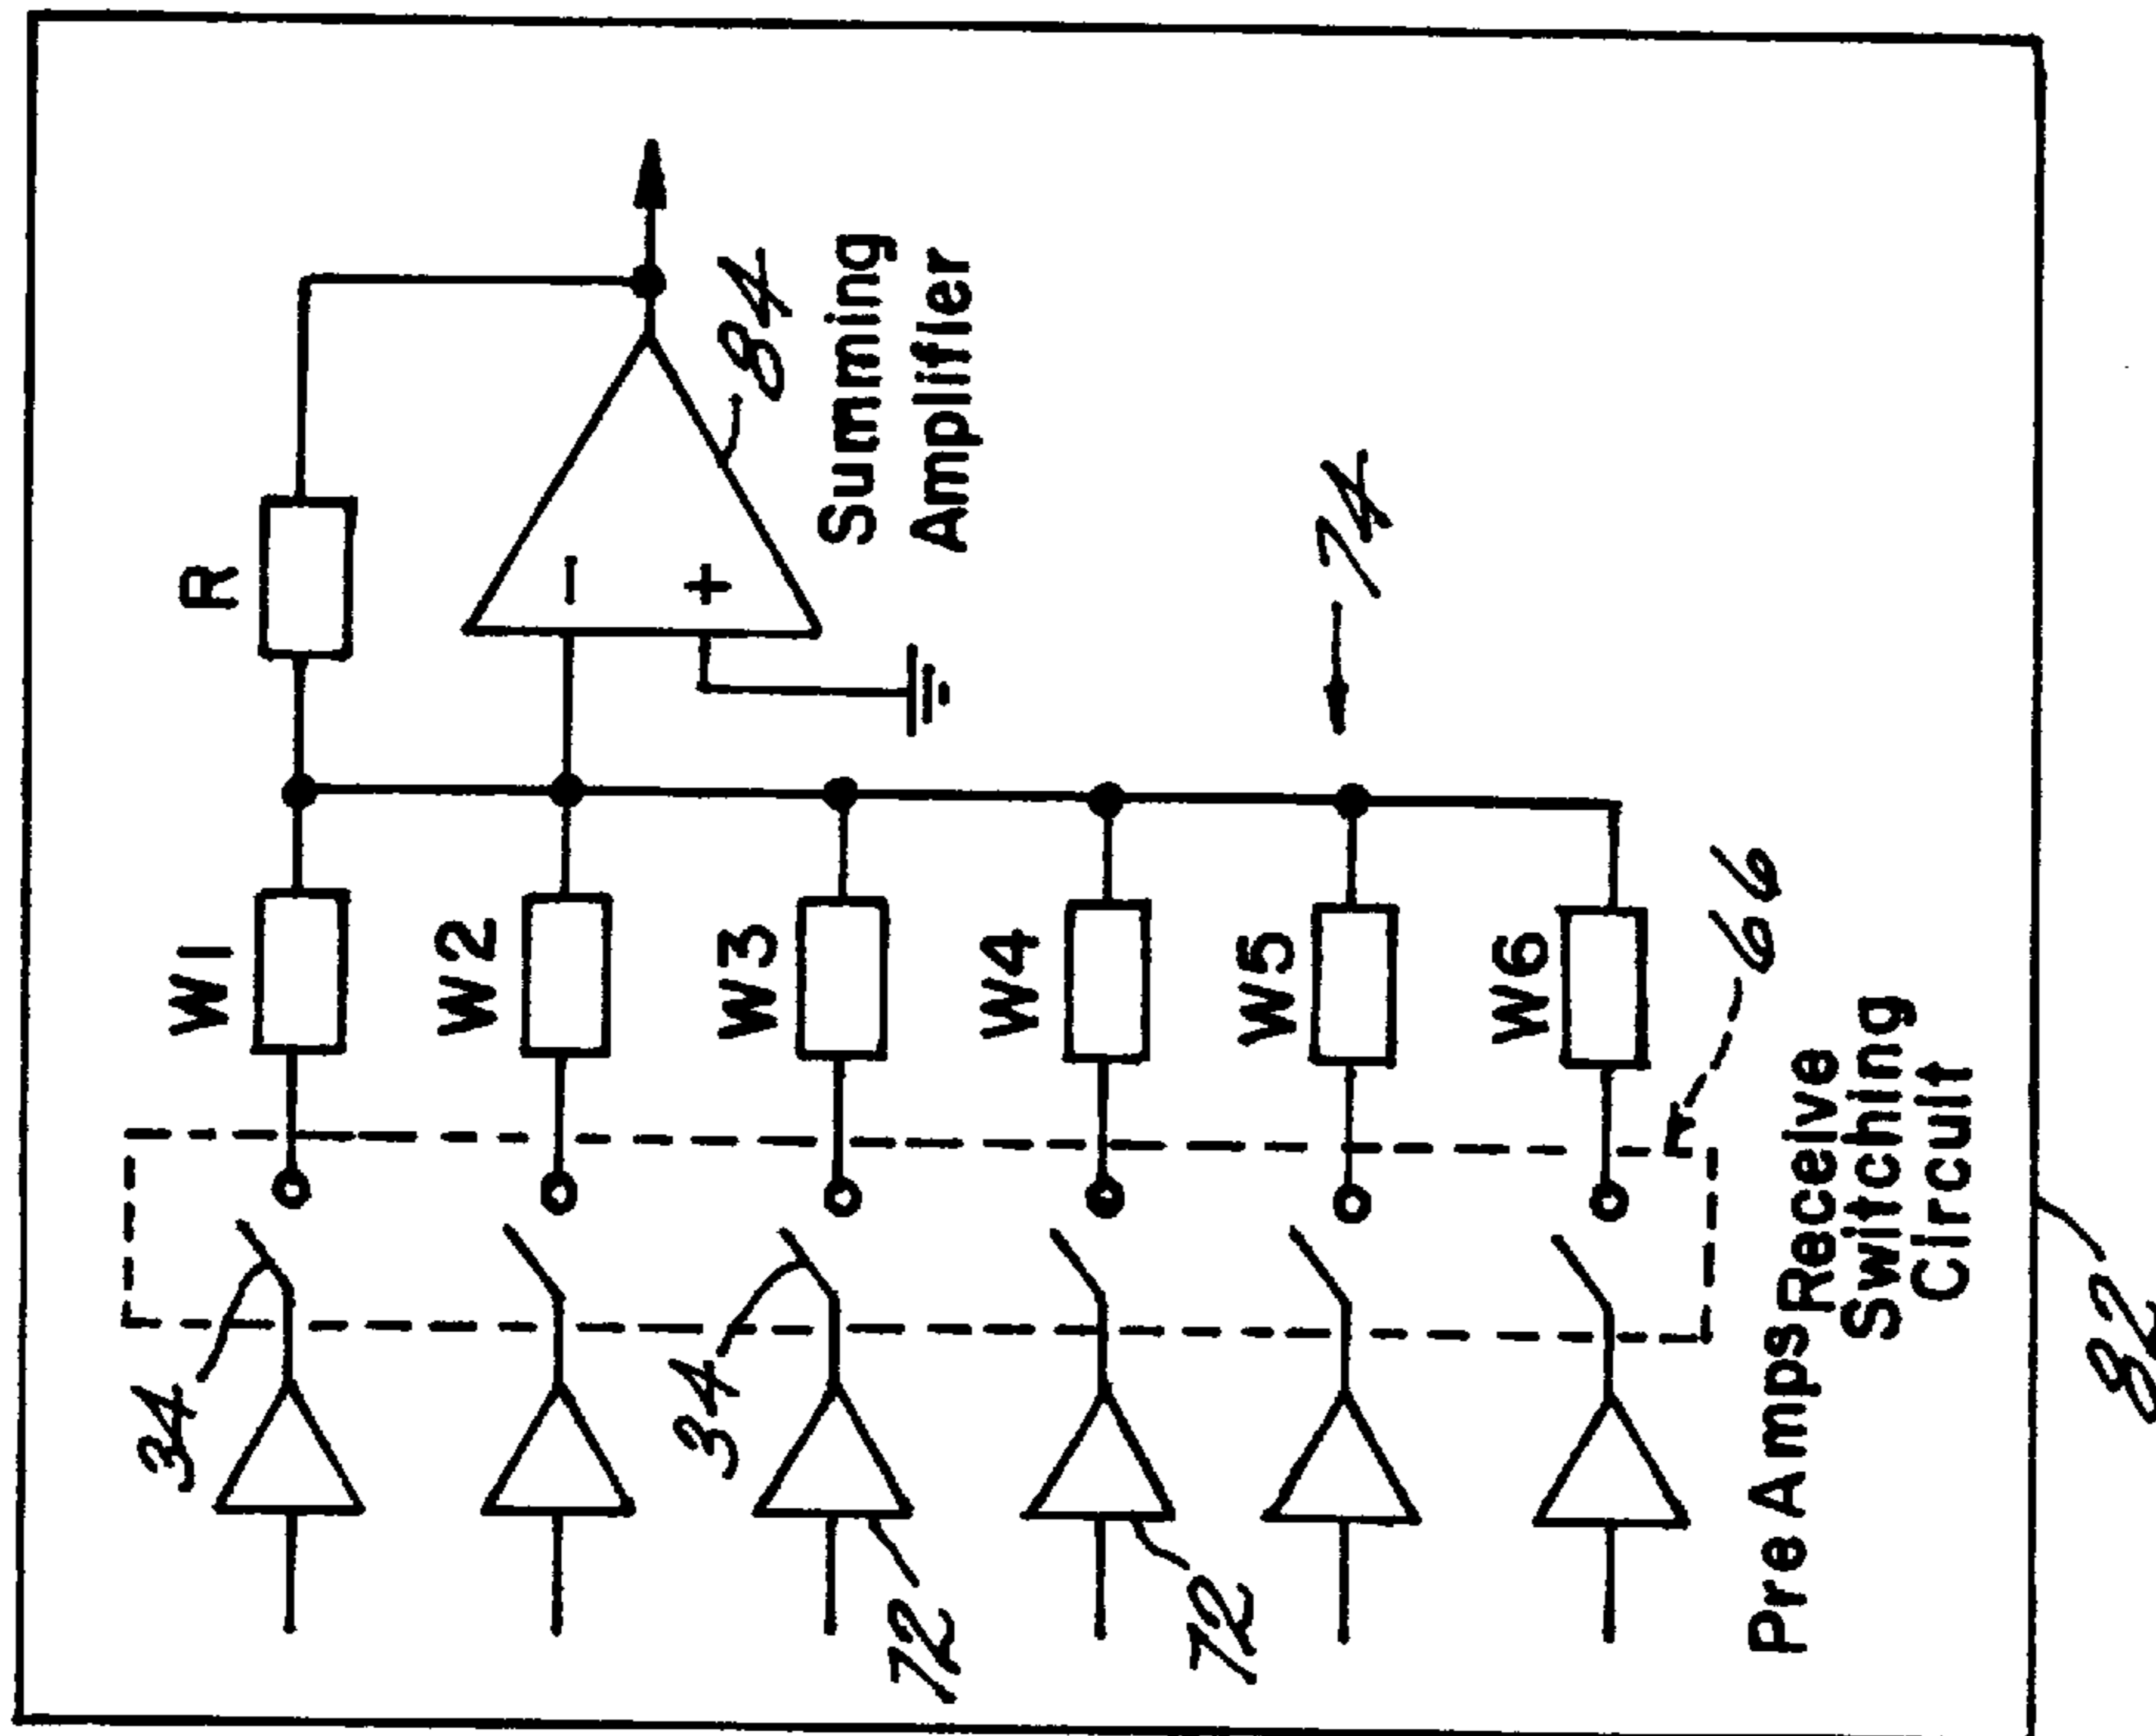 34
W1
R
W2
34
W3
84
Summing
Amplifier
72
W4
72
W5
74
W6
66
Pre Amps
Receive
Switching
Circuit